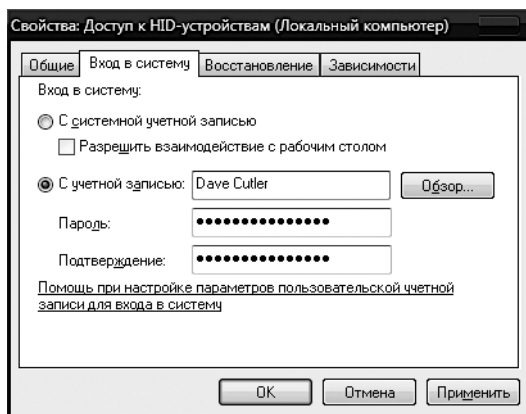 Свойства: Доступ к HID-устройствам (Локальный компьютер)
Общие Вход в систему Восстановление Зависимости
Вход в систему:
С системной учетной записью
Разрешить взаимодействие с рабочим столом
С учетной записью: Dave Cutler Обзор...
Пароль: •••••••••••••••
Подтверждение: •••••••••••••••
Помощь при настройке параметров пользовательской учетной
записи для входа в систему
OK Отмена Применить